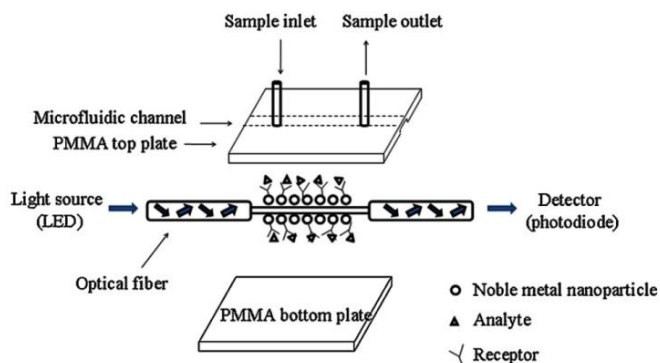 Sample inlet
Sample outlet
Microfluidic channel
PMMA top plate
Light source
(LED)
Detector
(photodiode)
Optical fiber
PMMA bottom plate
Noble metal nanoparticle
Analyte
Receptor